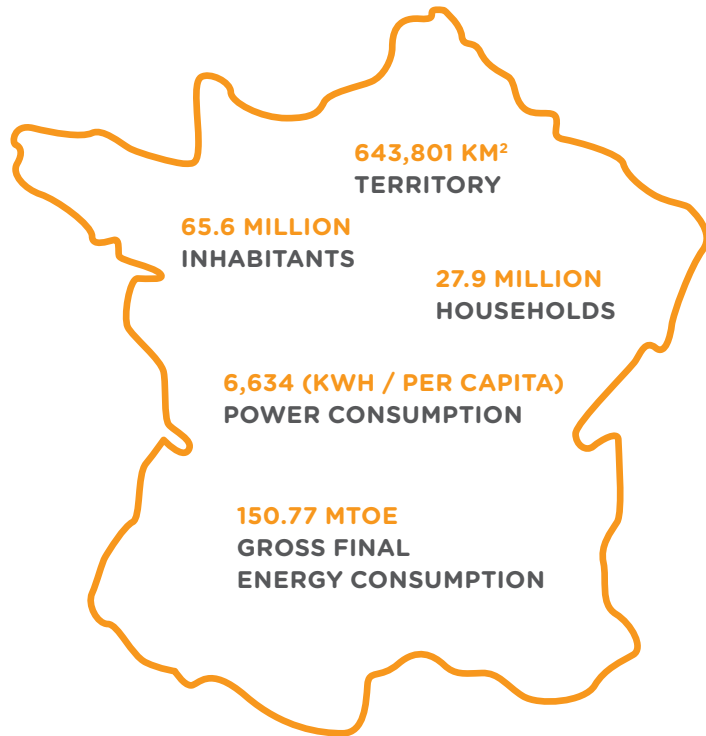 643,801 KM²
TERRITORY
65.6 MILLION
INHABITANTS
27.9 MILLION
HOUSEHOLDS
6,634 (KWH / PER CAPITA)
POWER CONSUMPTION
150.77 MTOE
GROSS FINAL
ENERGY CONSUMPTION